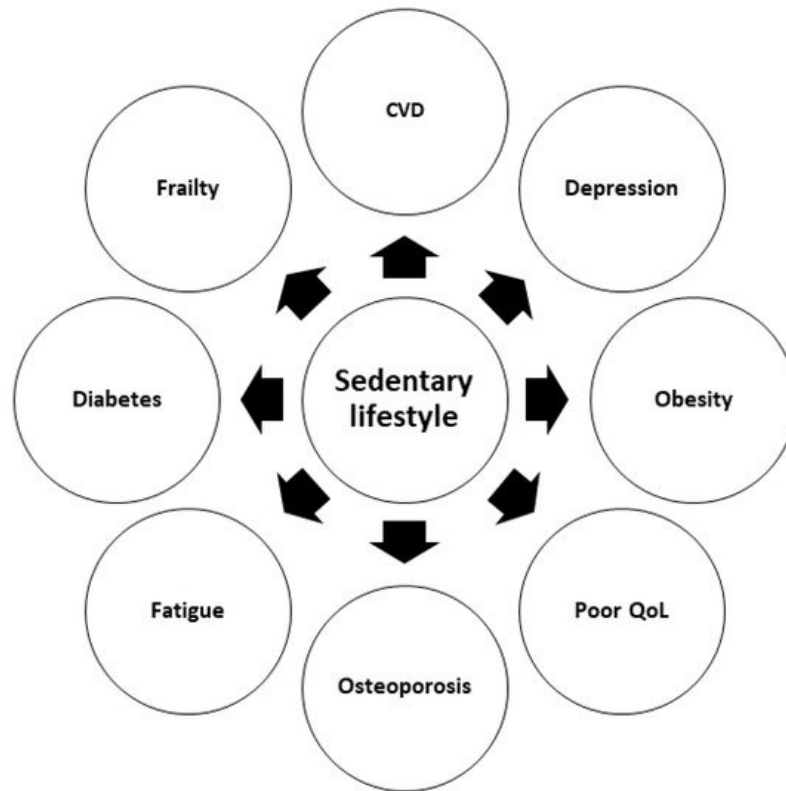 CVD
Frailty
Depression
Diabetes
Sedentary
lifestyle
Obesity
Fatigue
Poor QoL
Osteoporosis